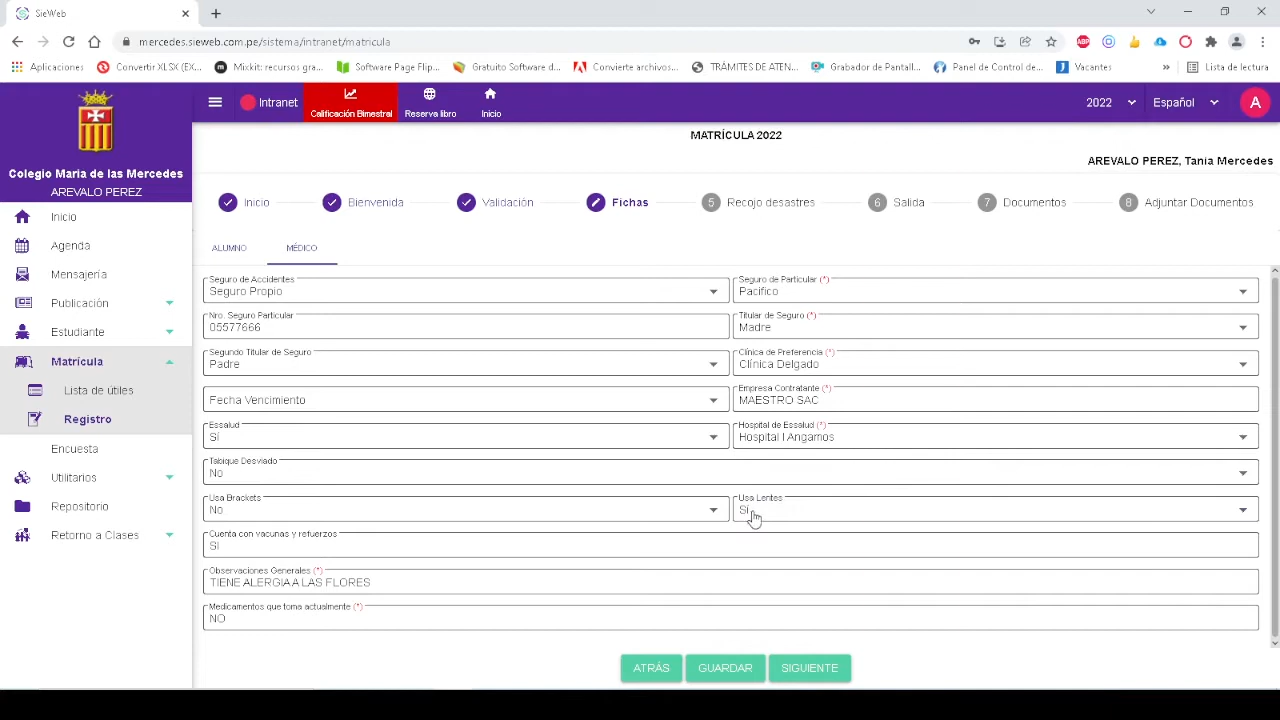 SieWeb
mercedes.sieweb.com.pe/sistema/intranet/matricula
Aplicaciones
Convertir XLSX (EX...
Mixkit: recursos gra...
Software Page Flip...
Gratuito Software d...
Convierte archivos...
TRÁMITES DE ATEN...
Grabador de Pantall...
Panel de Control de...
Vacantes
»
Lista de lectura
Intranet
Calificación Bimestral
Reserva libro
Inicio
2022
Español
A
Colegio Maria de las Mercedes
AREVALO PEREZ
MATRÍCULA 2022
AREVALO PEREZ, Tania Mercedes
Inicio
Bienvenida
Validación
Fichas
5 Recojo desastres
6 Salida
7 Documentos
8 Adjuntar Documentos
Inicio
Agenda
Mensajería
Publicación
Estudiante
Matrícula
Lista de útiles
Registro
Encuesta
Utilitarios
Repositorio
Retorno a Clases
ALUMNO
MÉDICO
Seguro de Accidentes
Seguro Propio
Seguro de Particular (*)
Pacifico
Nro. Seguro Particular
05577666
Titular de Seguro (*)
Madre
Segundo Titular de Seguro
Padre
Clínica de Preferencia (*)
Clínica Delgado
Fecha Vencimiento
Empresa Contratante (*)
MAESTRO SAC
Essalud
Sí
Hospital de Essalud (*)
Hospital I Angamos
Tabique Desviado
No
Usa Brackets
No
Usa Lentes
Sí
Cuenta con vacunas y refuerzos
SI
Observaciones Generales (*)
TIENE ALERGIA A LAS FLORES
Medicamentos que toma actualmente (*)
NO
ATRÁS
GUARDAR
SIGUIENTE